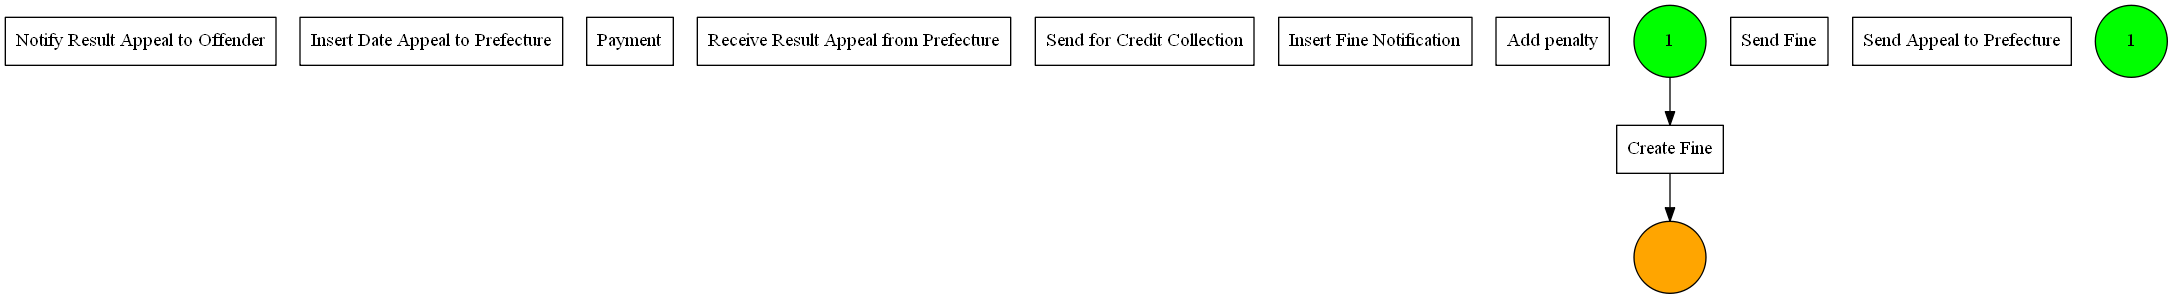 Notify Result Appeal to Offender
Insert Date Appeal to Prefecture
Payment
Receive Result Appeal from Prefecture
Send for Credit Collection
Insert Fine Notification
Add penalty
1
Send Fine
Send Appeal to Prefecture
1
Create Fine